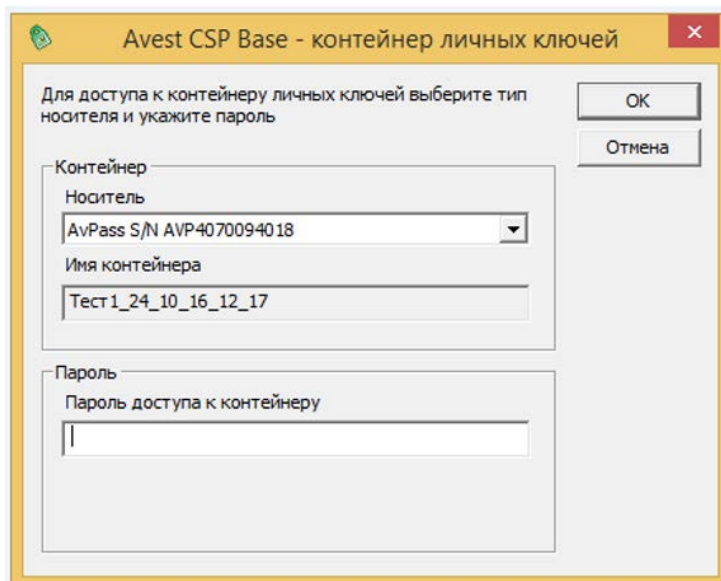 Avest CSP Base - контейнер личных ключей
Для доступа к контейнеру личных ключей выберите тип
носителя и укажите пароль
OK
Отмена
Контейнер
Носитель
AvPass S/N AVP4070094018
Имя контейнера
Тест1_24_10_16_12_17
Пароль
Пароль доступа к контейнеру